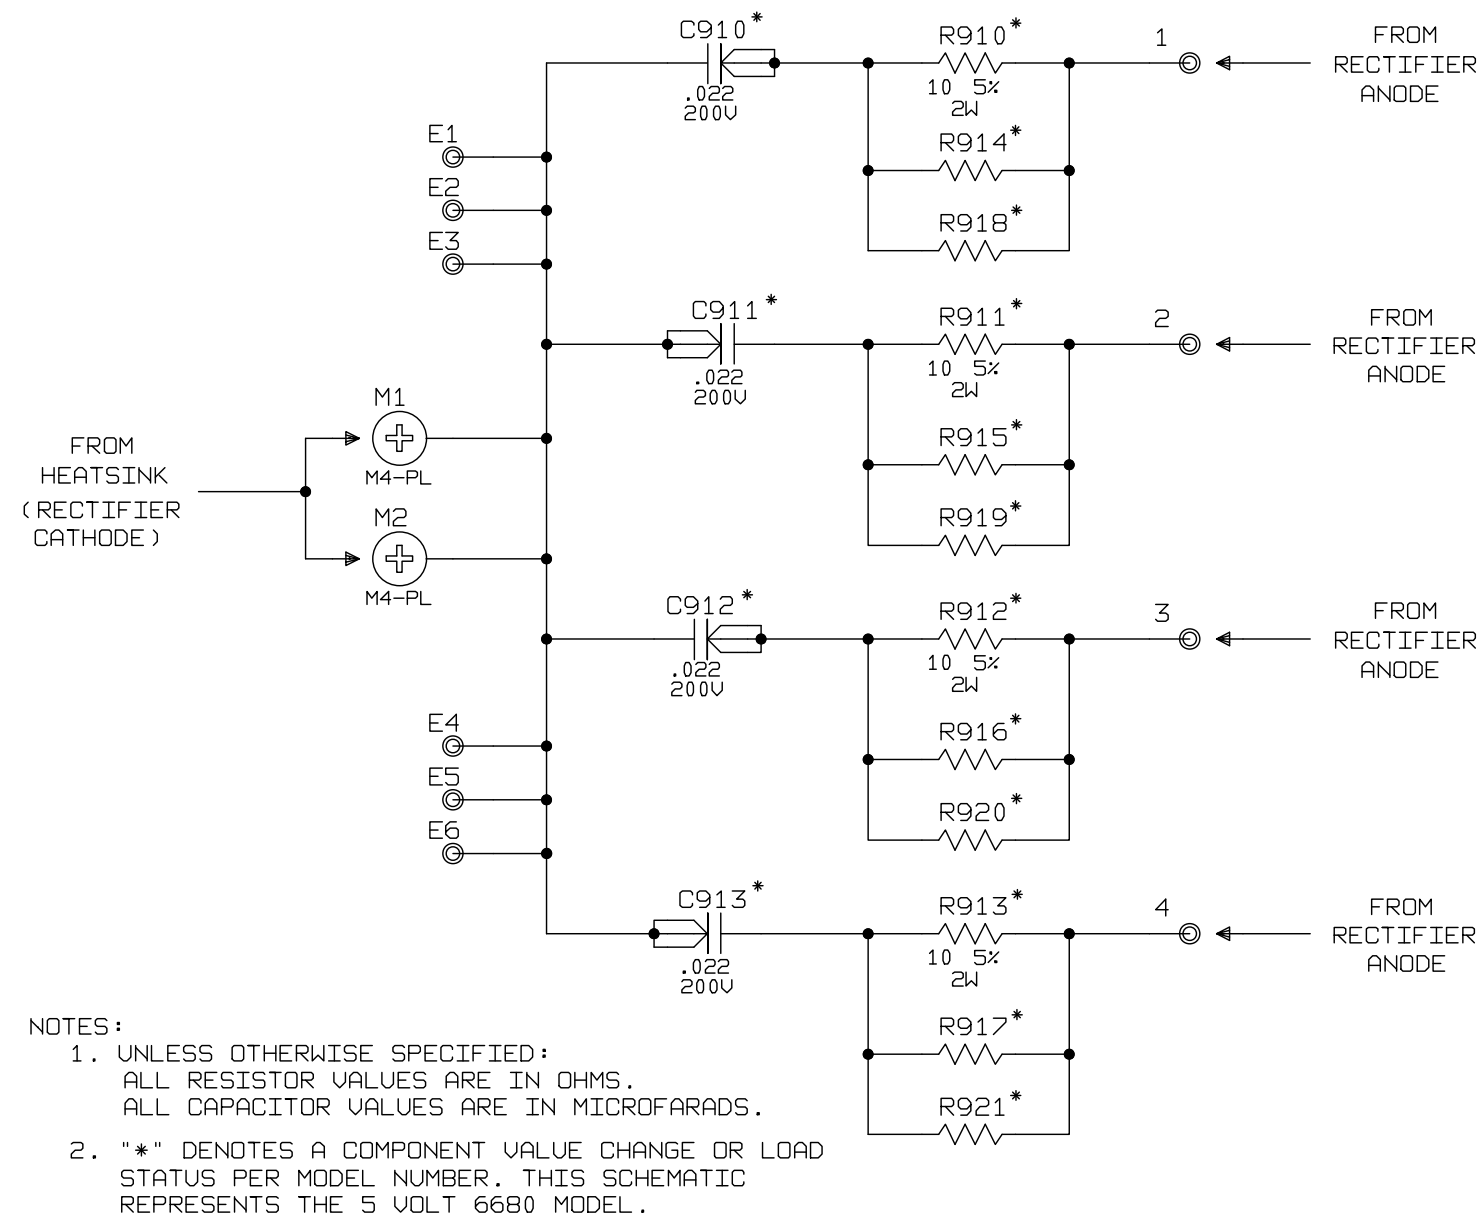 C910*
.022
200V
R910*
10 5%
2W
1
FROM
RECTIFIER
ANODE
R914*
R918*
E1
E2
E3
C911*
.022
200V
R911*
10 5%
2W
2
FROM
RECTIFIER
ANODE
R915*
R919*
M1
M4-PL
FROM
HEATSINK
(RECTIFIER
CATHODE)
M2
M4-PL
C912*
.022
200V
R912*
10 5%
2W
3
FROM
RECTIFIER
ANODE
R916*
R920*
E4
E5
E6
C913*
.022
200V
R913*
10 5%
2W
4
FROM
RECTIFIER
ANODE
R917*
R921*
NOTES:
1. UNLESS OTHERWISE SPECIFIED:
ALL RESISTOR VALUES ARE IN OHMS.
ALL CAPACITOR VALUES ARE IN MICROFARADS.
2. "*" DENOTES A COMPONENT VALUE CHANGE OR LOAD
STATUS PER MODEL NUMBER. THIS SCHEMATIC
REPRESENTS THE 5 VOLT 6680 MODEL.